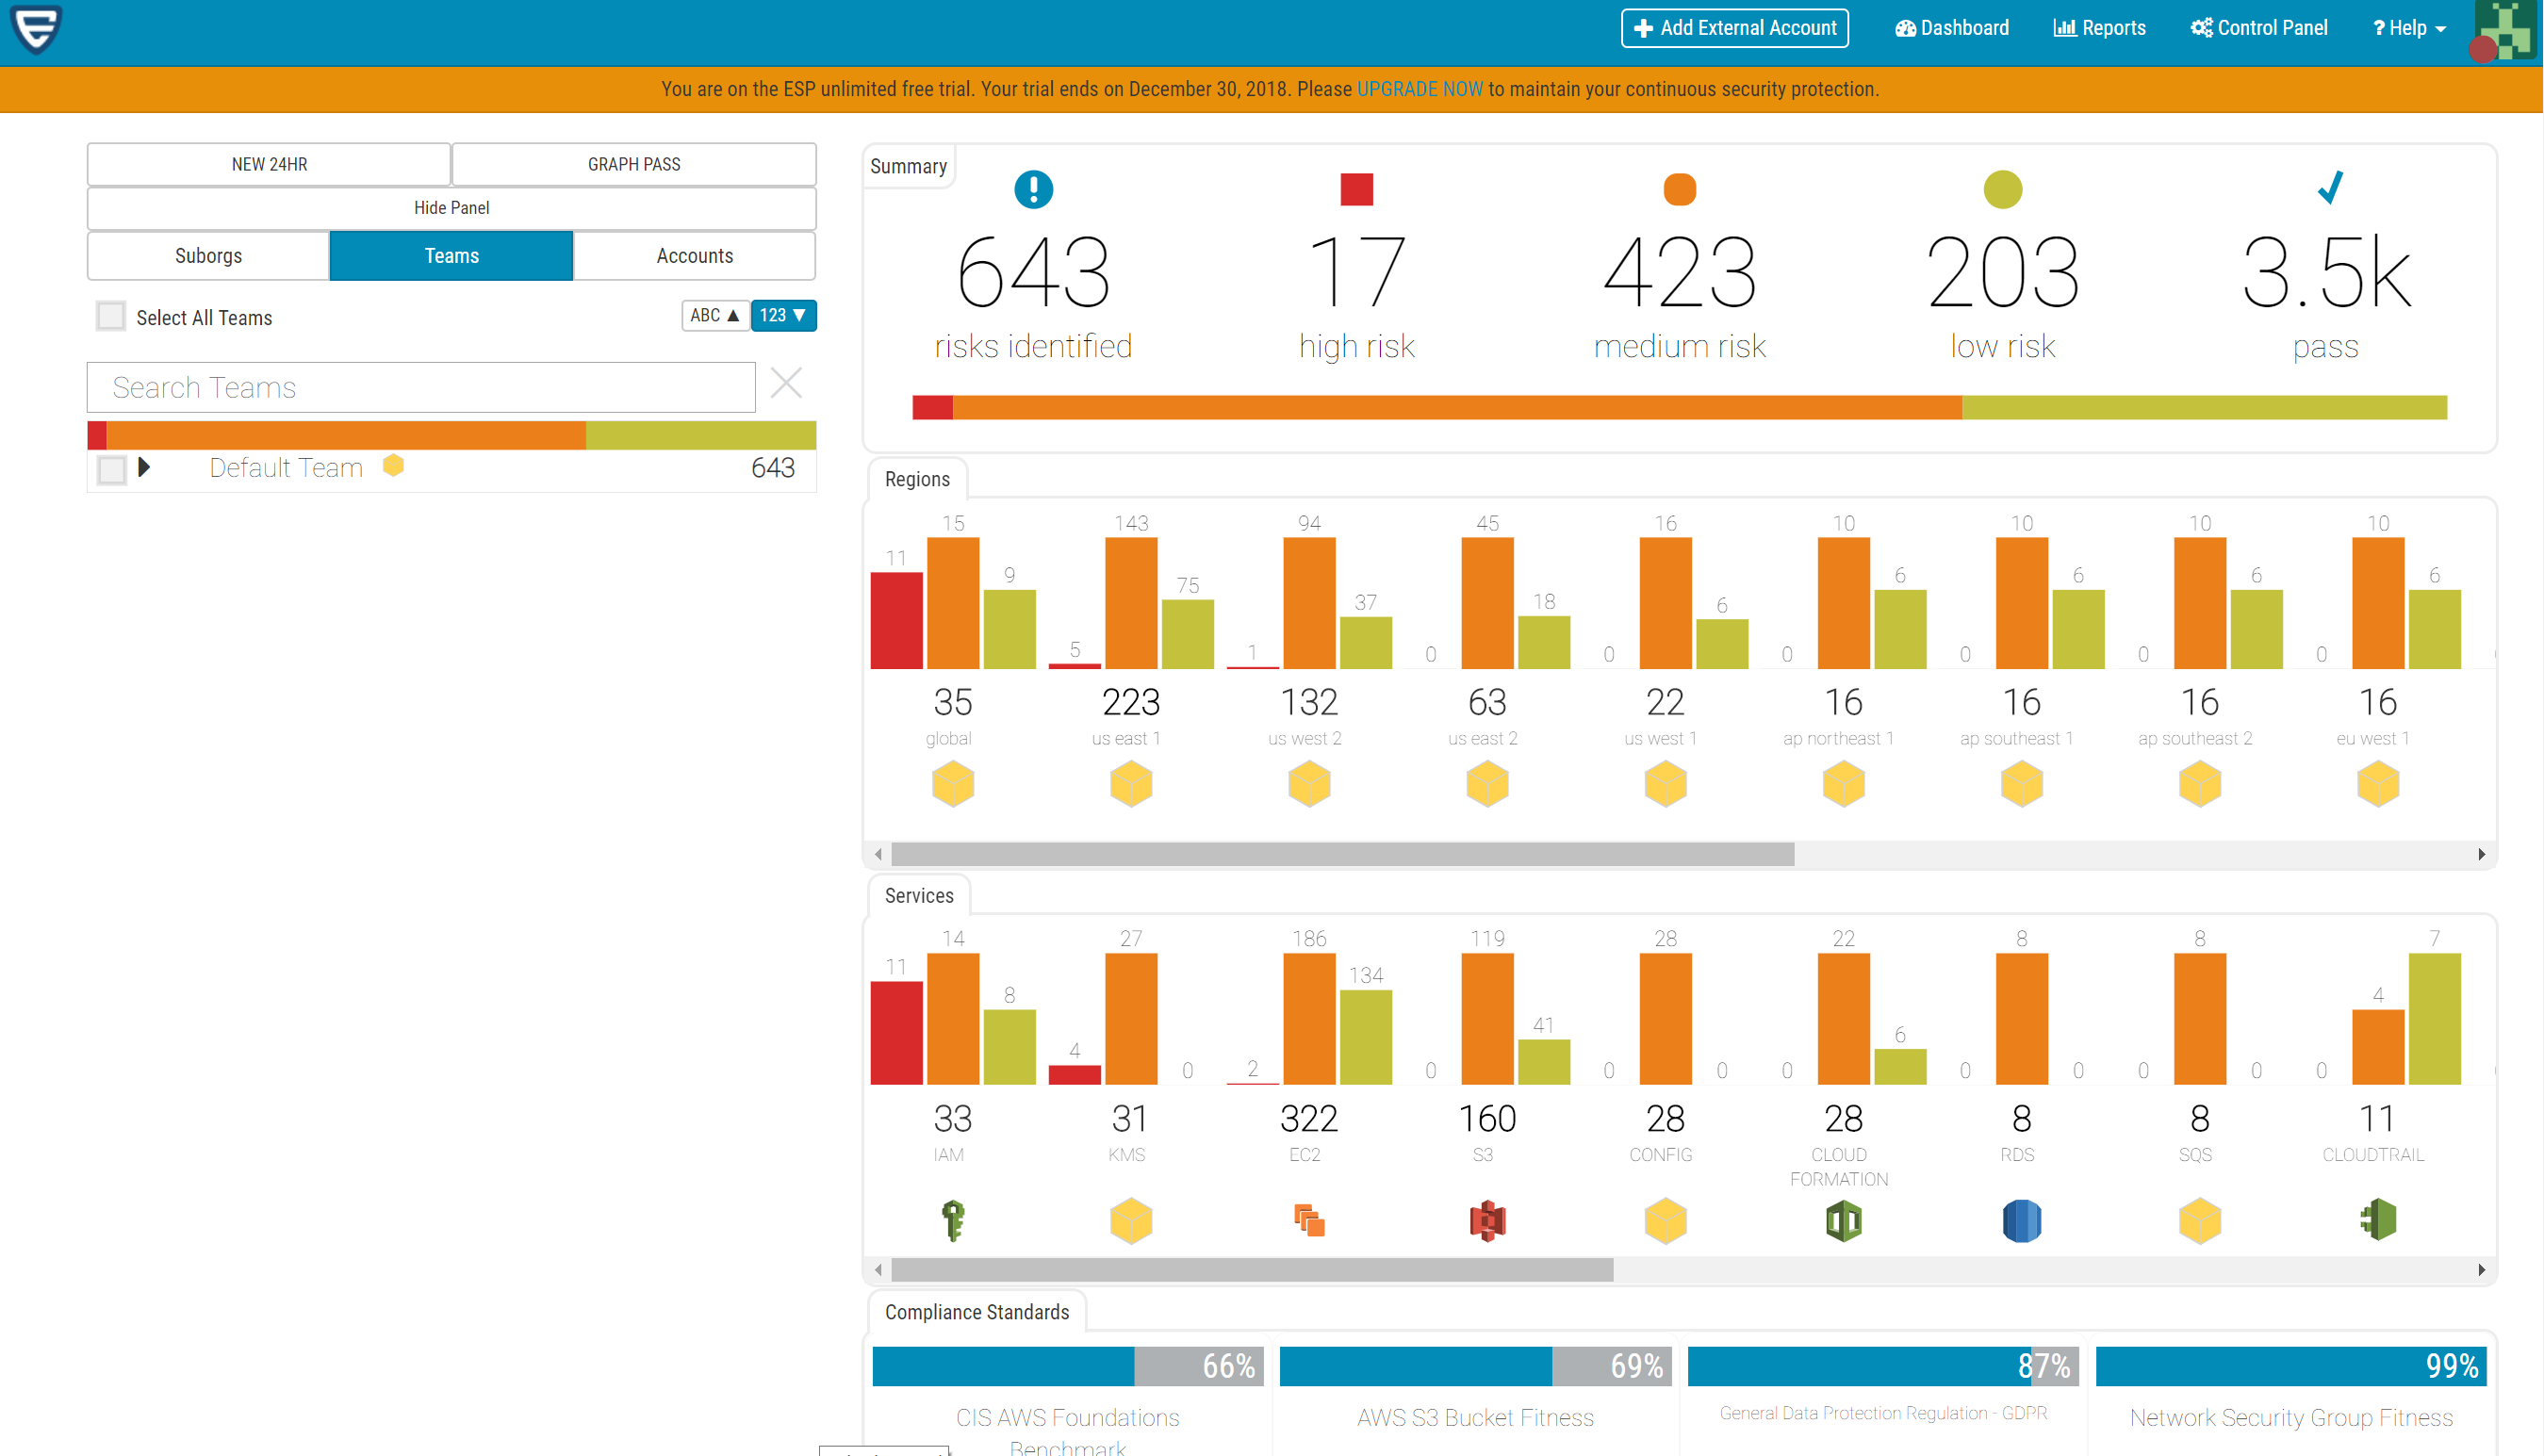 Add External Account
Dashboard
Reports
Control Panel
? Help
You are on the ESP unlimited free trial. Your trial ends on December 30, 2018. Please UPGRADE NOW to maintain your continuous security protection.
NEW 24HR
GRAPH PASS
Hide Panel
Suborgs
Teams
Accounts
Select All Teams
ABC ▲
123 ▼
Search Teams
Default Team
643
Summary
643
17
423
203
3.5k
risks identified
high risk
medium risk
low risk
pass
Regions
11 15 9
5 143 75
1 94 37
0 45 18
0 16 6
0 10 6
0 10 6
0 10 6
0 10 6
35
223
132
63
22
16
16
16
16
global
us east 1
us west 2
us east 2
us west 1
ap northeast 1
ap southeast 1
ap southeast 2
eu west 1
Services
11 14 8
4 27 0
2 186 134
0 119 41
0 28 0
0 22 6
0 8 0
0 8 0
0 4 7
33
31
322
160
28
28
8
8
11
IAM
KMS
EC2
S3
CONFIG
CLOUD
FORMATION
RDS
SQS
CLOUDTRAIL
Compliance Standards
66%
69%
87%
99%
CIS AWS Foundations
Benchmark
AWS S3 Bucket Fitness
General Data Protection Regulation - GDPR
Network Security Group Fitness